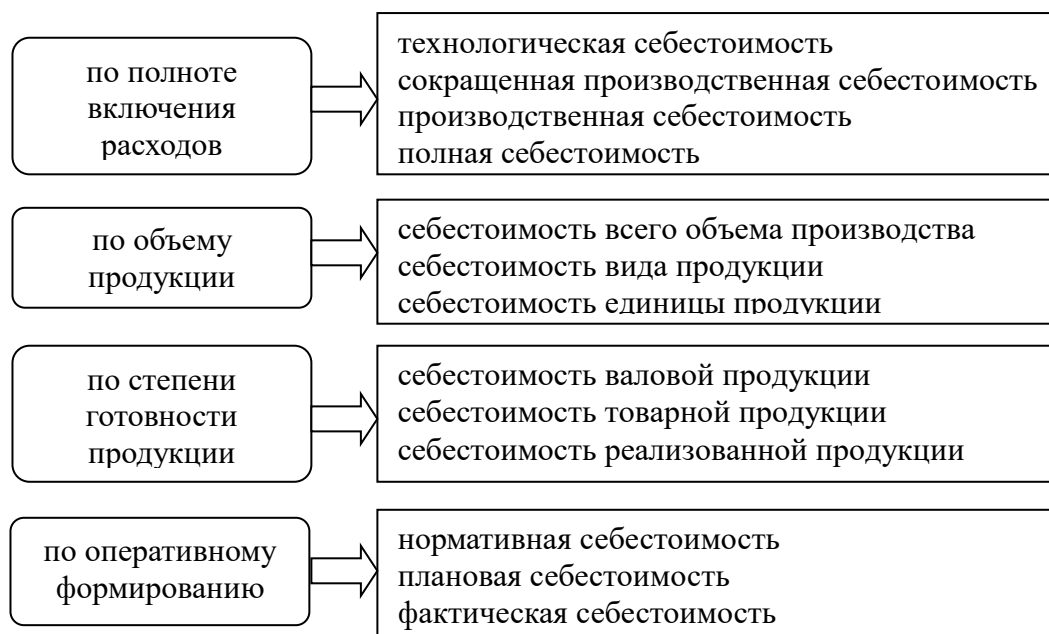 по полноте
включения
расходов
технологическая себестоимость
сокращенная производственная себестоимость
производственная себестоимость
полная себестоимость
по объему
продукции
себестоимость всего объема производства
себестоимость вида продукции
себестоимость единицы продукции
по степени
готовности
продукции
себестоимость валовой продукции
себестоимость товарной продукции
себестоимость реализованной продукции
по оперативному
формированию
нормативная себестоимость
плановая себестоимость
фактическая себестоимость